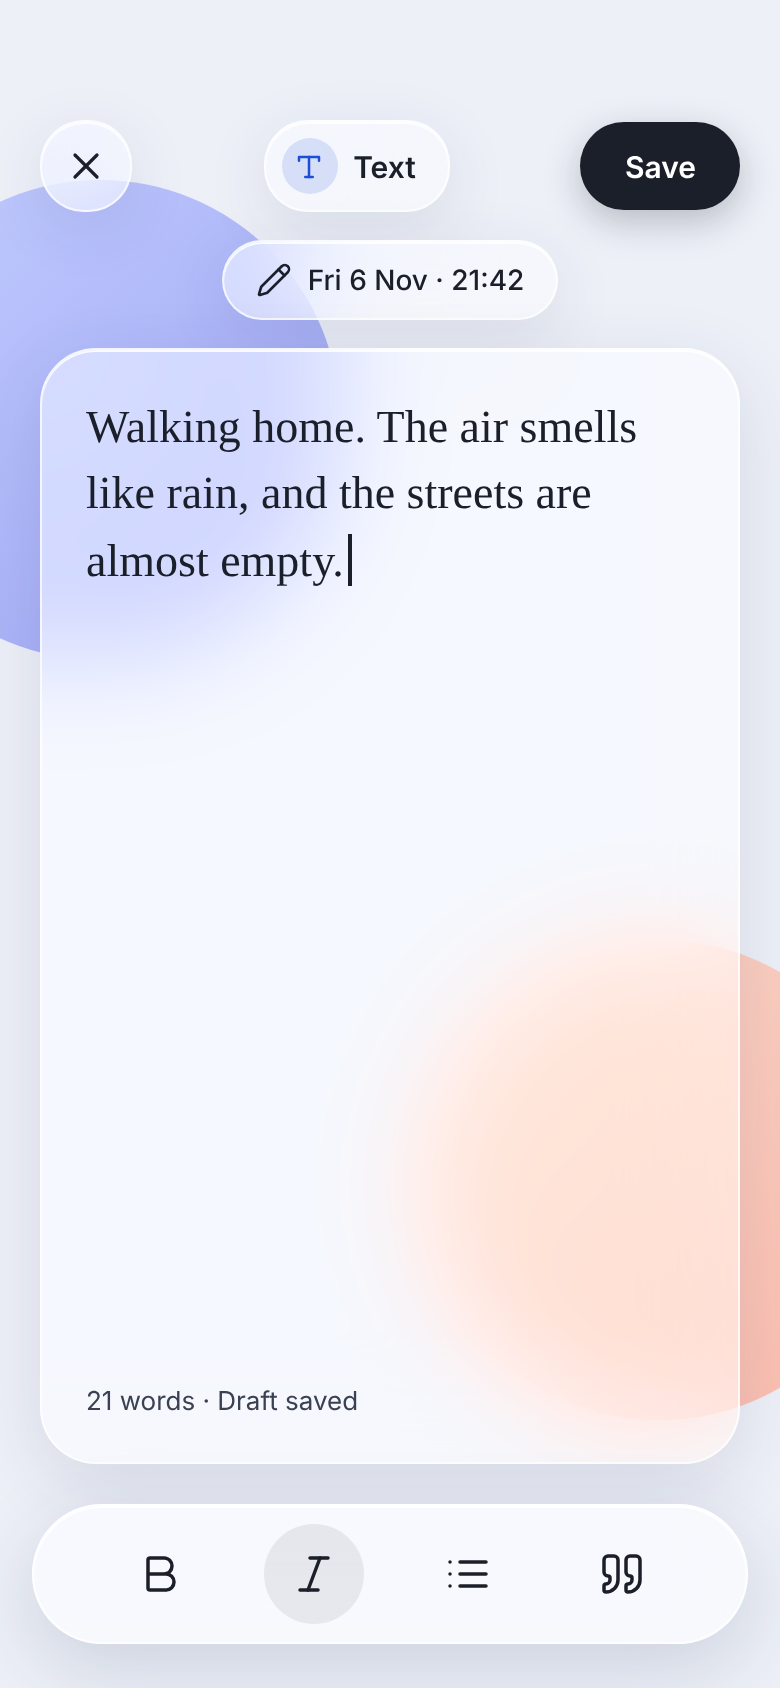 Text
Save
Fri 6 Nov · 21:42
Walking home. The air smells
like rain, and the streets are
almost empty.
21 words · Draft saved